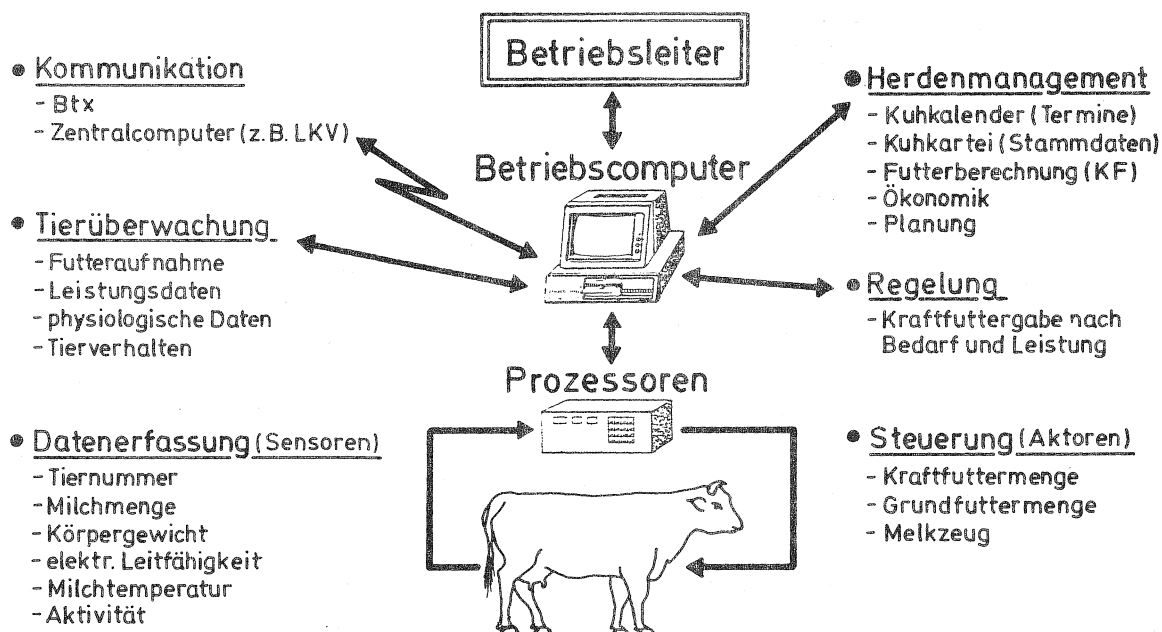 Betriebsleiter
• Kommunikation
- Btx
- Zentralcomputer (z.B. LKV)
• Herdenmanagement
- Kuhkalender (Termine)
- Kuhkartei (Stammdaten)
- Futterberechnung (KF)
- Ökonomik
- Planung
Betriebscomputer
• Tierüberwachung
- Futteraufnahme
- Leistungsdaten
- physiologische Daten
- Tierverhalten
• Regelung
- Kraftfuttergabe nach
Bedarf und Leistung
Prozessoren
• Datenerfassung (Sensoren)
- Tiernummer
- Milchmenge
- Körpergewicht
- elektr. Leitfähigkeit
- Milchtemperatur
- Aktivität
• Steuerung (Aktoren)
- Kraftfuttermenge
- Grundfuttermenge
- Melkzeug